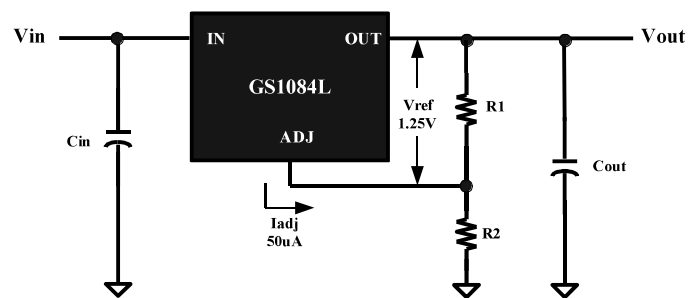 Vin
IN
OUT
Vout
GS1084L
Vref
1.25V
R1
ADJ
Cin
Cout
Iadj
50uA
R2